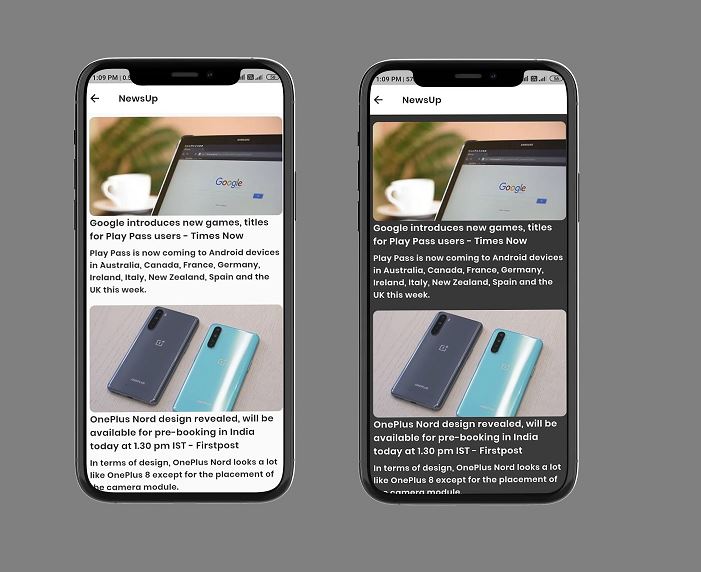 1:09 PM | 0.
NewsUp
SAMSUNG
Google
Google introduces new games, titles
for Play Pass users - Times Now
Play Pass is now coming to Android devices
in Australia, Canada, France, Germany,
Ireland, Italy, New Zealand, Spain and the
UK this week.
OnePlus Nord design revealed, will be
available for pre-booking in India
today at 1.30 pm IST - Firstpost
In terms of design, OnePlus Nord looks a lot
like OnePlus 8 except for the placement of
the camera module.
1:09 PM | 57
NewsUp
SAMSUNG
Google
Google introduces new games, titles
for Play Pass users - Times Now
Play Pass is now coming to Android devices
in Australia, Canada, France, Germany,
Ireland, Italy, New Zealand, Spain and the
UK this week.
OnePlus Nord design revealed, will be
available for pre-booking in India
today at 1.30 pm IST - Firstpost
In terms of design, OnePlus Nord looks a lot
like OnePlus 8 except for the placement of
the camera module.